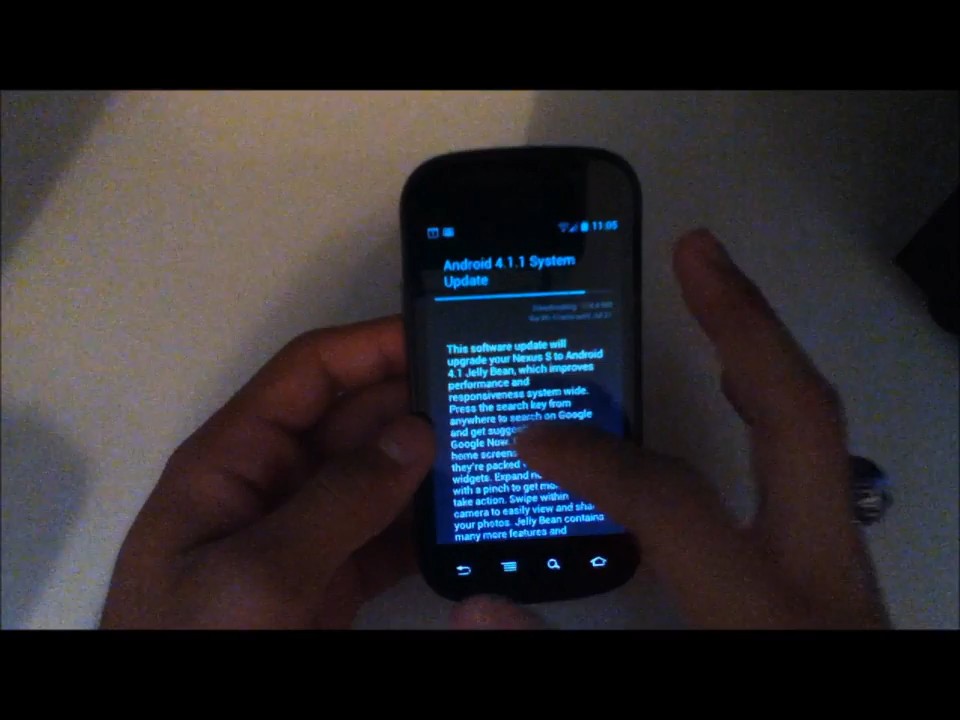 11:05
Android 4.1.1 System
Update
This software update will
upgrade your Nexus S to Android
4.1 Jelly Bean, which improves
performance and
responsiveness system wide.
Press the search key from
anywhere to search on Google
and get
Google Now.
home screens
they're packed
widgets. Expand
with a pinch to get
take action. Swipe within
camera to easily view and
your photos. Jelly Bean contains
many more features and